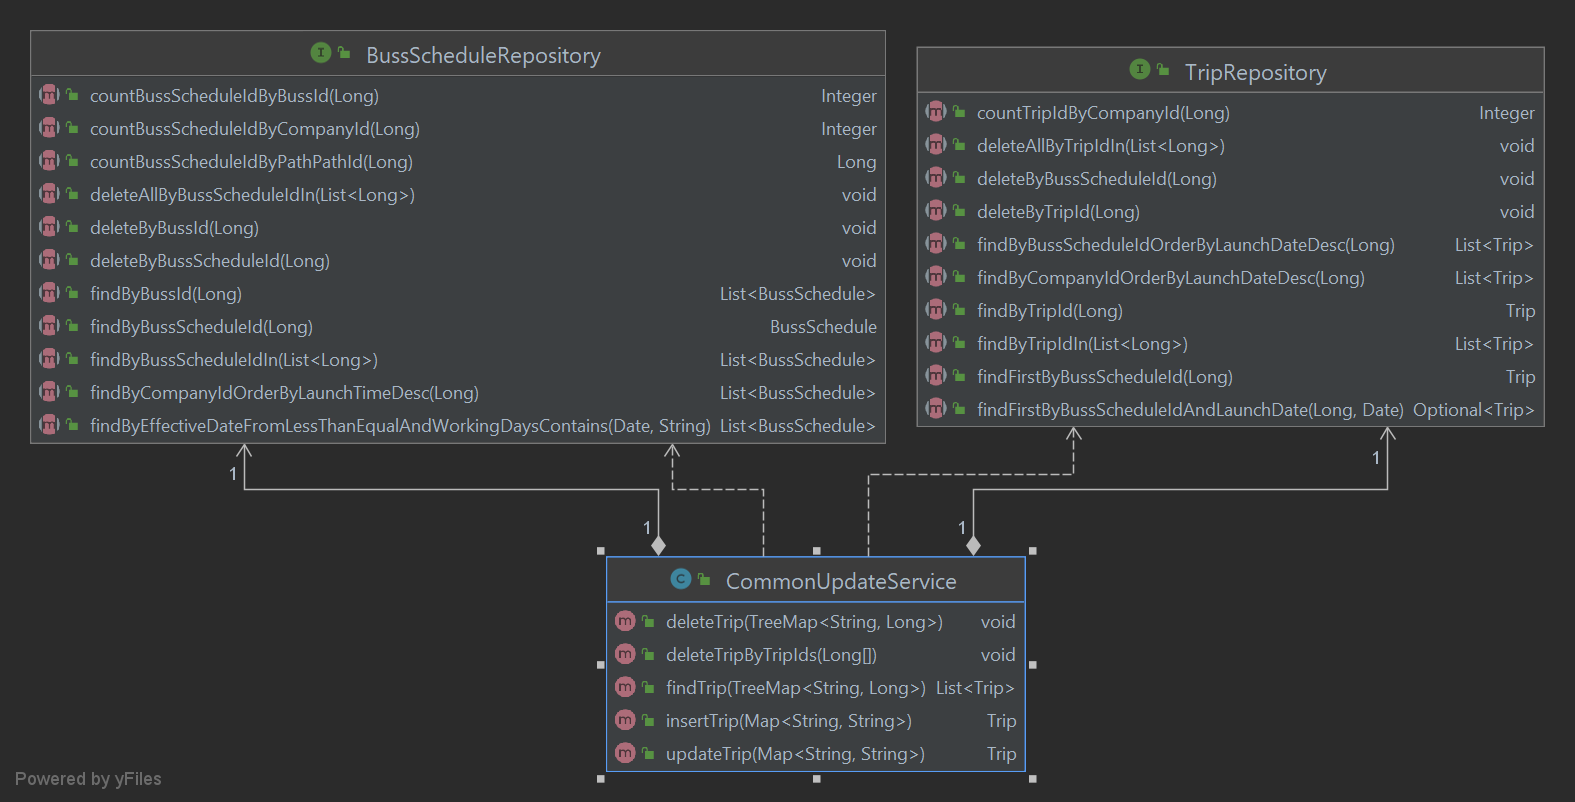 BussScheduleRepository
countBussScheduleIdByBussId(Long) Integer
countBussScheduleIdByCompanyId(Long) Integer
countBussScheduleIdByPathPathId(Long) Long
deleteAllByBussScheduleIdIn(List<Long>) void
deleteByBussId(Long) void
deleteByBussScheduleId(Long) void
findByBussId(Long) List<BussSchedule>
findByBussScheduleId(Long) BussSchedule
findByBussScheduleIdIn(List<Long>) List<BussSchedule>
findByCompanyIdOrderByLaunchTimeDesc(Long) List<BussSchedule>
findByEffectiveDateFromLessThanEqualAndWorkingDaysContains(Date, String) List<BussSchedule>
TripRepository
countTripIdByCompanyId(Long) Integer
deleteAllByTripIdIn(List<Long>) void
deleteByBussScheduleId(Long) void
deleteByTripId(Long) void
findByBussScheduleIdOrderByLaunchDateDesc(Long) List<Trip>
findByCompanyIdOrderByLaunchDateDesc(Long) List<Trip>
findByTripId(Long) Trip
findByTripIdIn(List<Long>) List<Trip>
findFirstByBussScheduleId(Long) Trip
findFirstByBussScheduleIdAndLaunchDate(Long, Date) Optional<Trip>
1
1
1
1
CommonUpdateService
deleteTrip(TreeMap<String, Long>) void
deleteTripByTripIds(Long[]) void
findTrip(TreeMap<String, Long>) List<Trip>
insertTrip(Map<String, String>) Trip
updateTrip(Map<String, String>) Trip
Powered by yFiles